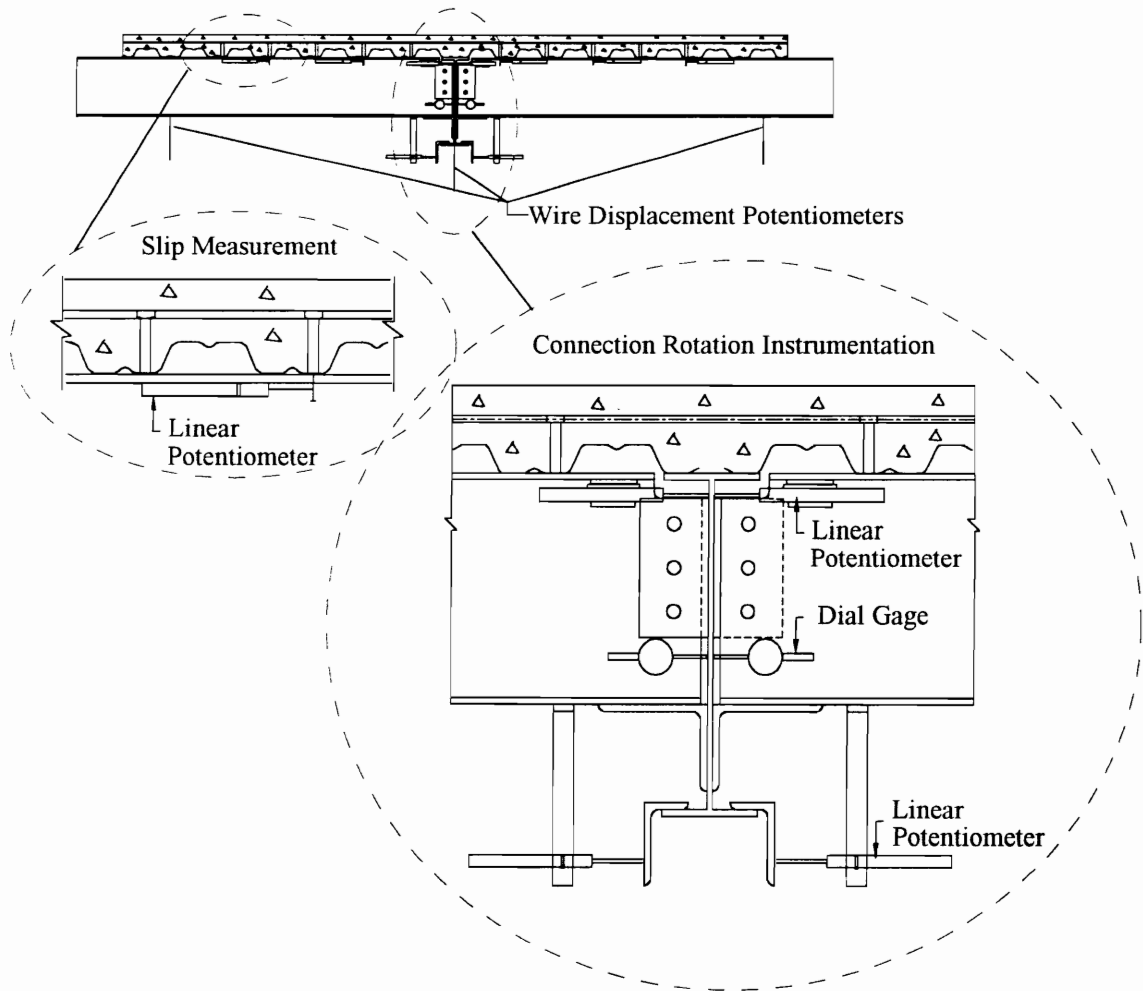 Wire Displacement Potentiometers
Slip Measurement
Linear
Potentiometer
Connection Rotation Instrumentation
Linear
Potentiometer
Dial Gage
Linear
Potentiometer